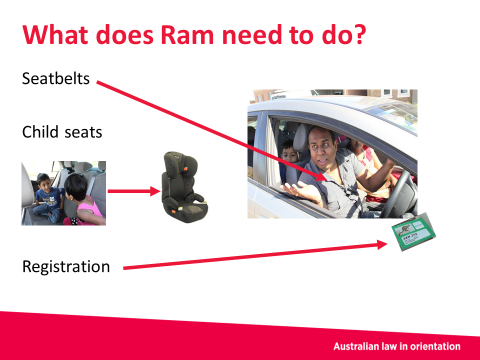 What does Ram need to do?
Seatbelts
Child seats
Registration
Australian law in orientation